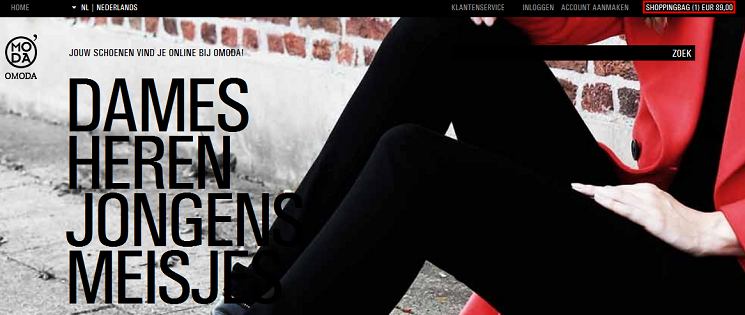 HOME
NL | NEDERLANDS
KLANTENSERVICE
INLOGGEN
ACCOUNT AANMAKEN
SHOPPINGBAG (1) EUR 89,00
MO'
DA
OMODA
JOUW SCHOENEN VIND JE ONLINE BIJ OMODA!
ZOEK
DAMES
HEREN
JONGENS
MEISJES